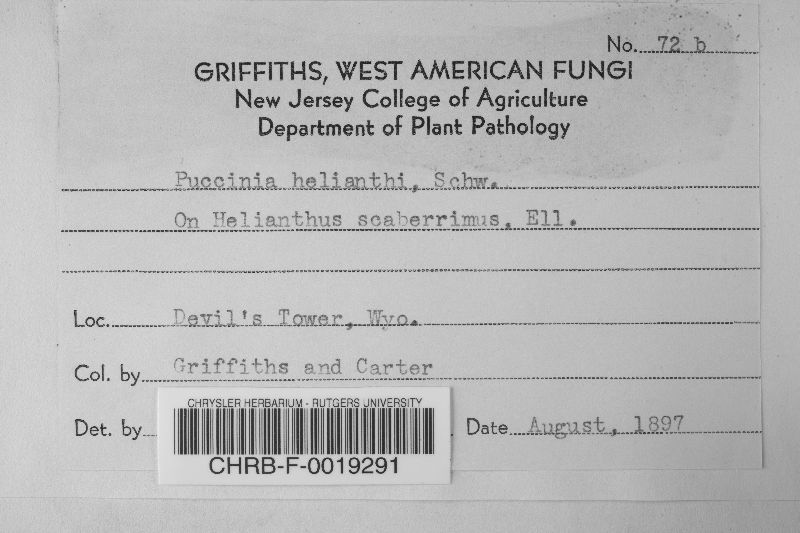 No. 72 b
GRIFFITHS, WEST AMERICAN FUNGI
New Jersey College of Agriculture
Department of Plant Pathology
Puccinia helianthi, Schw.
On Helianthus scaberrimus, Ell.
Loc. Devil's Tower, Wyo.
Col. by Griffiths and Carter
Det. by
Date August, 1897
CHRYSLER HERBARIUM - RUTGERS UNIVERSITY
CHRB-F-0019291